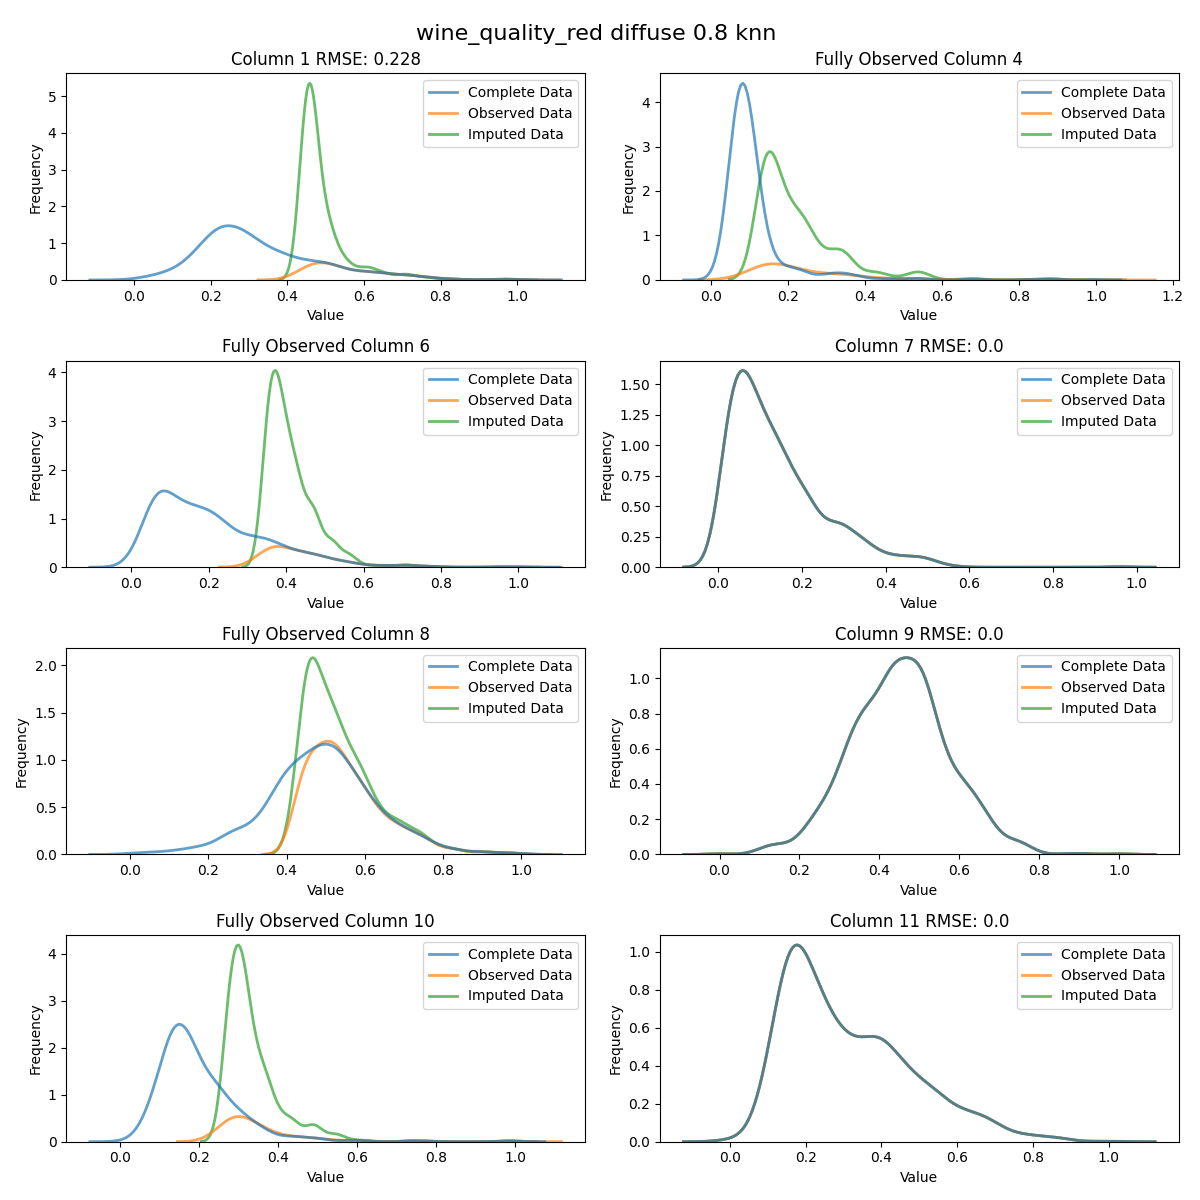 wine_quality_red diffuse 0.8 knn
Column 1 RMSE: 0.228
Frequency
5
4
3
2
1
0
Complete Data
Observed Data
Imputed Data
0.0 0.2 0.4 0.6 0.8 1.0
Value
Fully Observed Column 4
Frequency
4
3
2
1
0
Complete Data
Observed Data
Imputed Data
0.0 0.2 0.4 0.6 0.8 1.0 1.2
Value
Fully Observed Column 6
Frequency
4
3
2
1
0
Complete Data
Observed Data
Imputed Data
0.0 0.2 0.4 0.6 0.8 1.0
Value
Column 7 RMSE: 0.0
Frequency
1.50
1.25
1.00
0.75
0.50
0.25
0.00
Complete Data
Observed Data
Imputed Data
0.0 0.2 0.4 0.6 0.8 1.0
Value
Fully Observed Column 8
Frequency
2.0
1.5
1.0
0.5
0.0
Complete Data
Observed Data
Imputed Data
0.0 0.2 0.4 0.6 0.8 1.0
Value
Column 9 RMSE: 0.0
Frequency
1.0
0.8
0.6
0.4
0.2
0.0
Complete Data
Observed Data
Imputed Data
0.0 0.2 0.4 0.6 0.8 1.0
Value
Fully Observed Column 10
Frequency
4
3
2
1
0
Complete Data
Observed Data
Imputed Data
0.0 0.2 0.4 0.6 0.8 1.0
Value
Column 11 RMSE: 0.0
Frequency
1.0
0.8
0.6
0.4
0.2
0.0
Complete Data
Observed Data
Imputed Data
0.0 0.2 0.4 0.6 0.8 1.0
Value